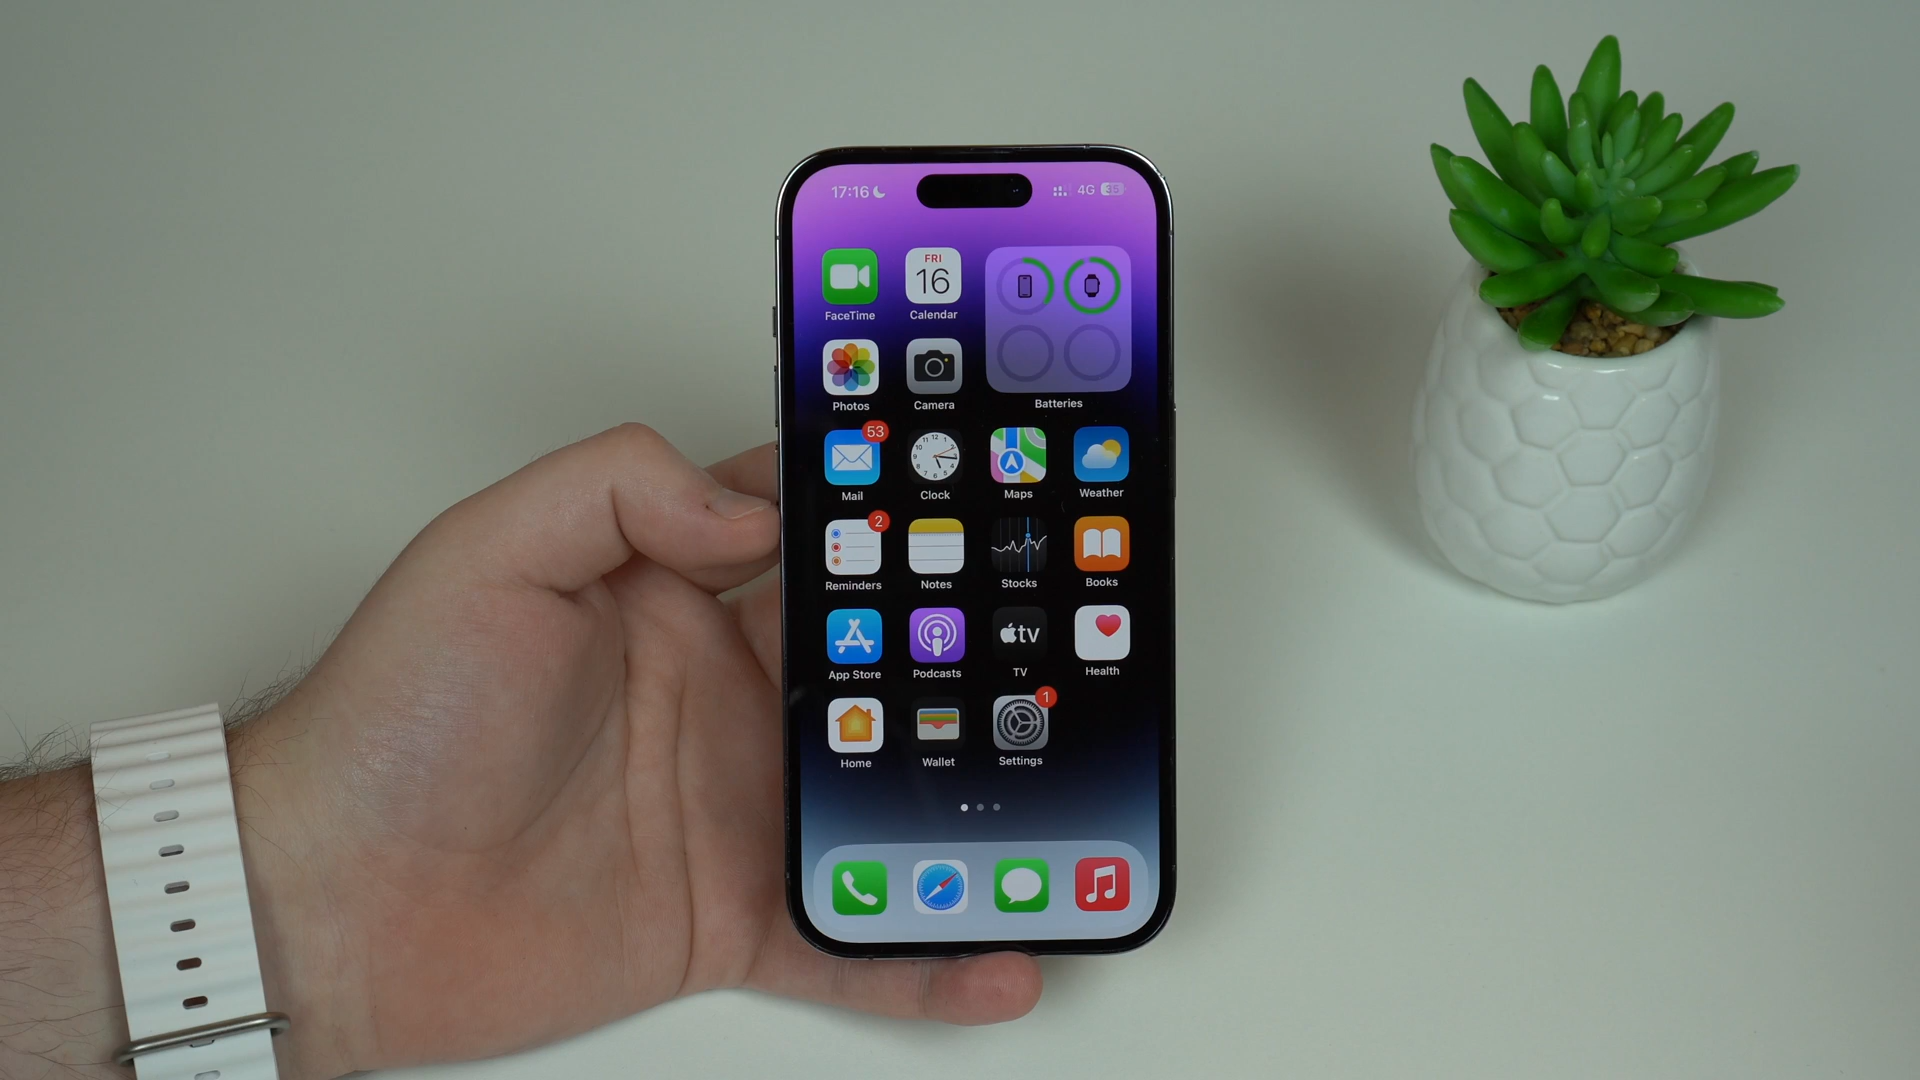 17:16 4G 35
FRI
16
FaceTime Calendar
Photos Camera Batteries
53
Mail Clock Maps Weather
2
Reminders Notes Stocks Books
tv
App Store Podcasts TV Health
1
Home Wallet Settings